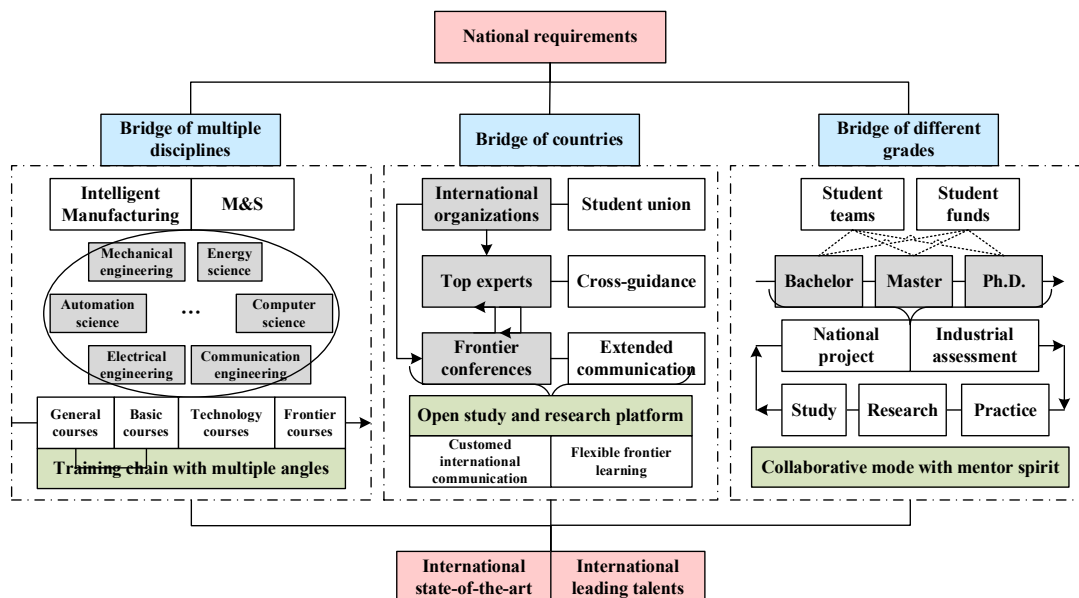 National requirements
Bridge of multiple
disciplines
Bridge of countries
Bridge of different
grades
Intelligent
Manufacturing
M&S
Mechanical
engineering
Energy
science
Automation
science
...
Computer
science
Electrical
engineering
Communication
engineering
General
courses
Basic
courses
Technology
courses
Frontier
courses
Training chain with multiple angles
International
organizations
Student union
Top experts
Cross-guidance
Frontier
conferences
Extended
communication
Open study and research platform
Customed
international
communication
Flexible frontier
learning
Student
teams
Student
funds
Bachelor
Master
Ph.D.
National
project
Industrial
assessment
Study
Research
Practice
Collaborative mode with mentor spirit
International
state-of-the-art
International
leading talents